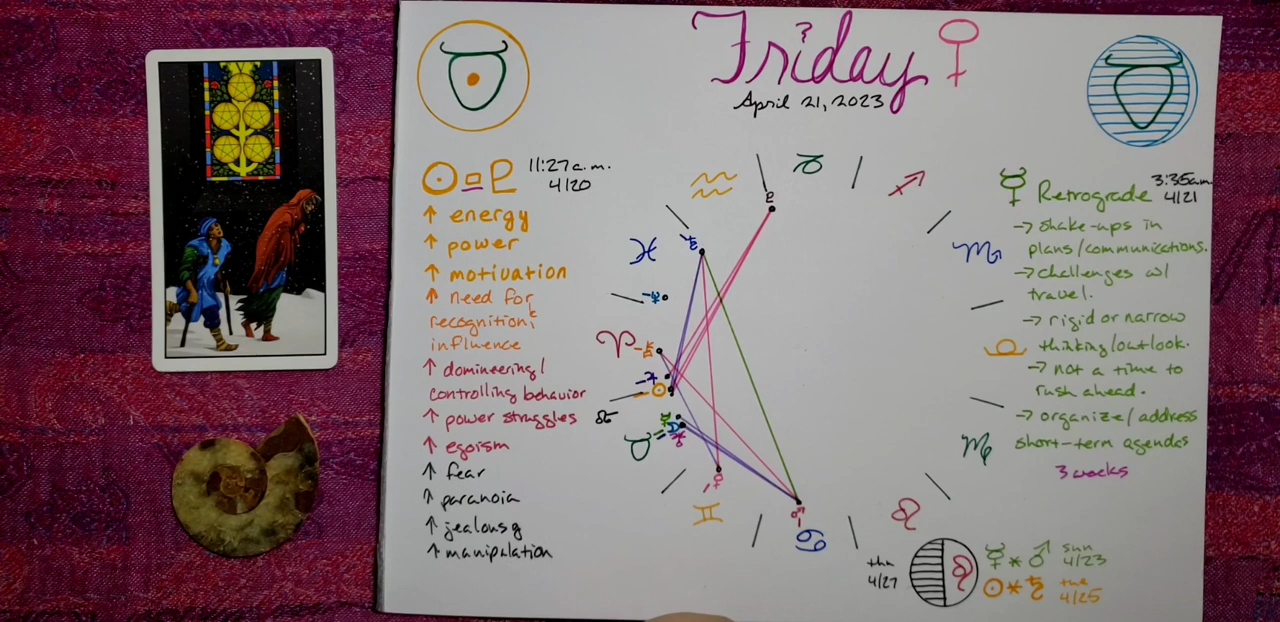 Friday ♀
April 21, 2023
☉□♇ 11:27a.m.
4/20
↑ energy
↑ power
↑ motivation
↑ need for
recognition,&
influence
↑ domineering/
controlling behavior
↑ power struggles
↑ egoism
↑ fear
↑ paranoia
↑ jealousy
↑ manipulation
♒ ♑ ♐
♓ ♏
♈ ♎
♉ ♍
♊ ♋ ♌
☿ Retrograde 3:35am
4/21
→ shake-ups in
plans/communications.
→ challenges w/
travel.
→ rigid or narrow
thinking/outlook.
→ not a time to
rush ahead.
→ organize/address
short-term agendas
3 weeks
thu
4/27
☿ * ♂ sun
4/23
☉ * ♄ tue
4/25